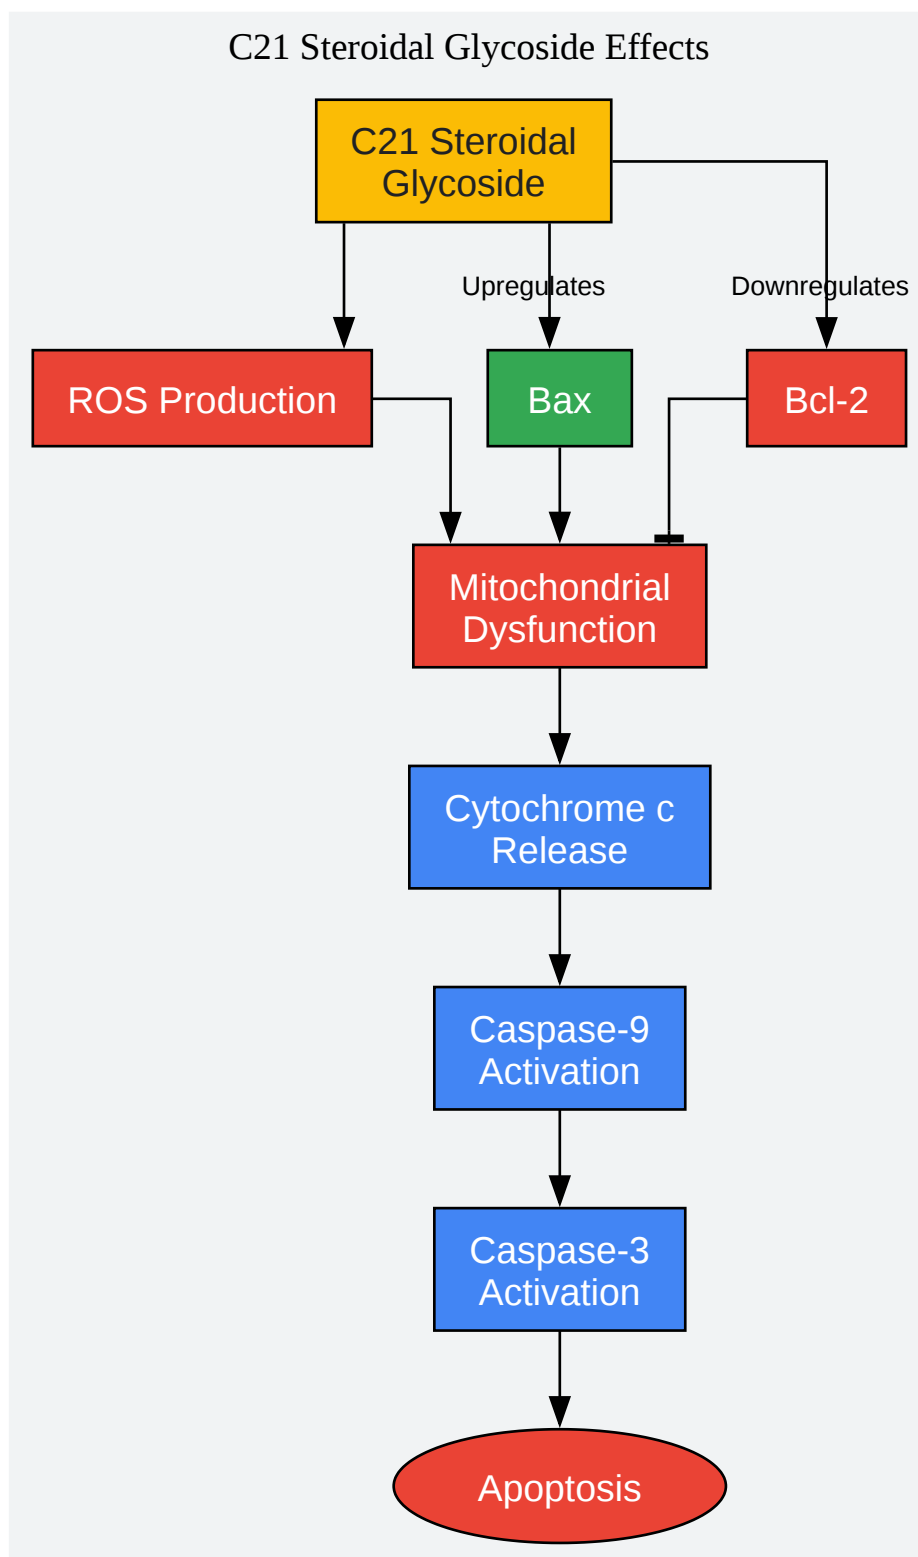 C21 Steroidal Glycoside Effects
C21 Steroidal
Glycoside
Upregulates
Downregulates
ROS Production
Bax
Bcl-2
Mitochondrial
Dysfunction
Cytochrome c
Release
Caspase-9
Activation
Caspase-3
Activation
Apoptosis